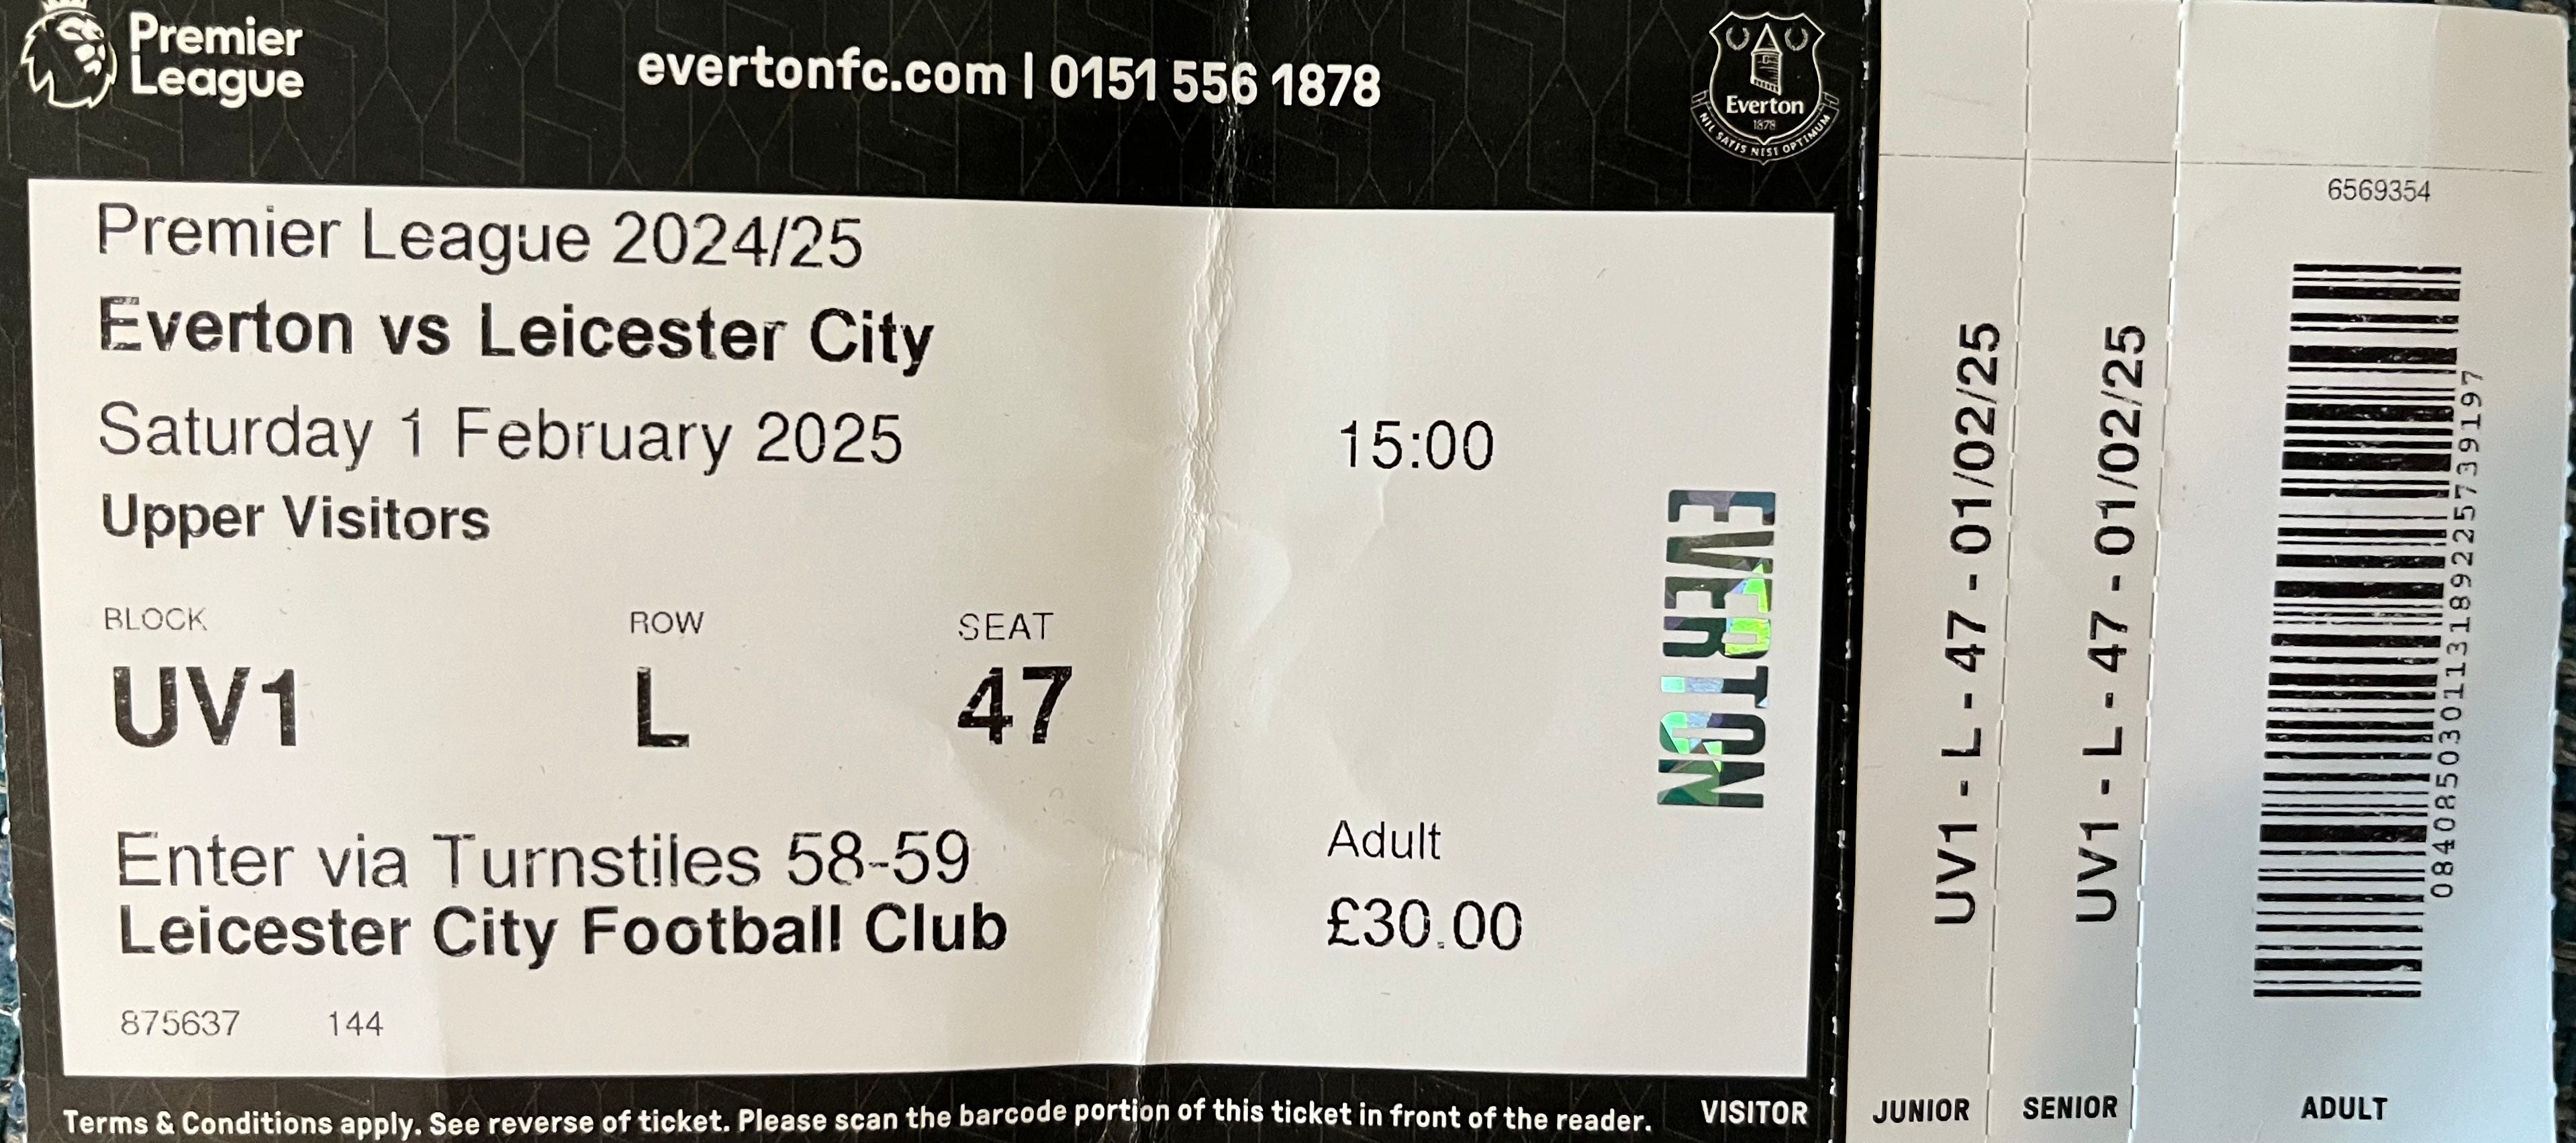 Premier
League
evertonfc.com | 0151 556 1878
Everton
1878
NIL SATIS NISI OPTIMUM
Premier League 2024/25
Everton vs Leicester City
Saturday 1 February 2025
15:00
Upper Visitors
BLOCK ROW SEAT
UV1 L 47
EVERTON
Enter via Turnstiles 58-59
Adult
Leicester City Football Club
£30.00
875637 144
Terms & Conditions apply. See reverse of ticket. Please scan the barcode portion of this ticket in front of the reader.
VISITOR
UV1 - L - 47 - 01/02/25
JUNIOR
UV1 - L - 47 - 01/02/25
SENIOR
6569354
084085030113189225739197
ADULT